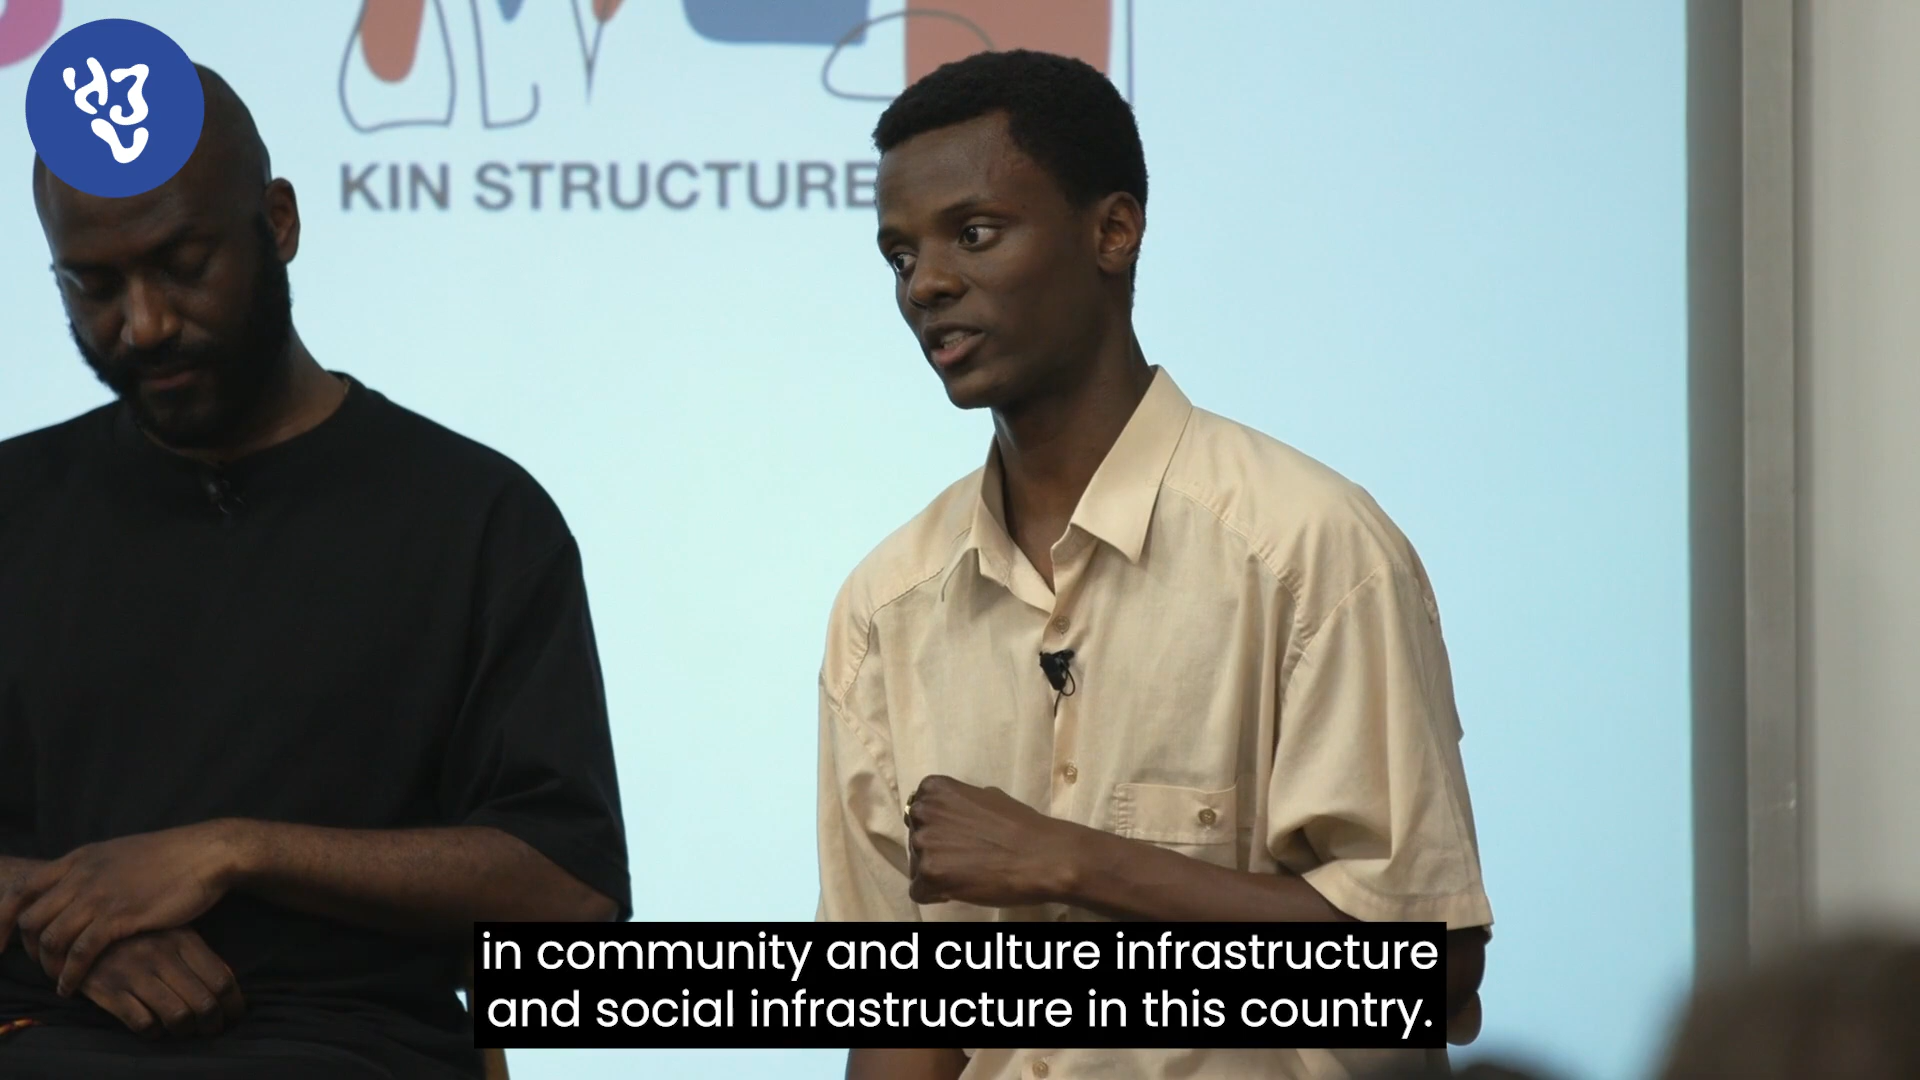 KIN STRUCTURE
in community and culture infrastructure
and social infrastructure in this country.